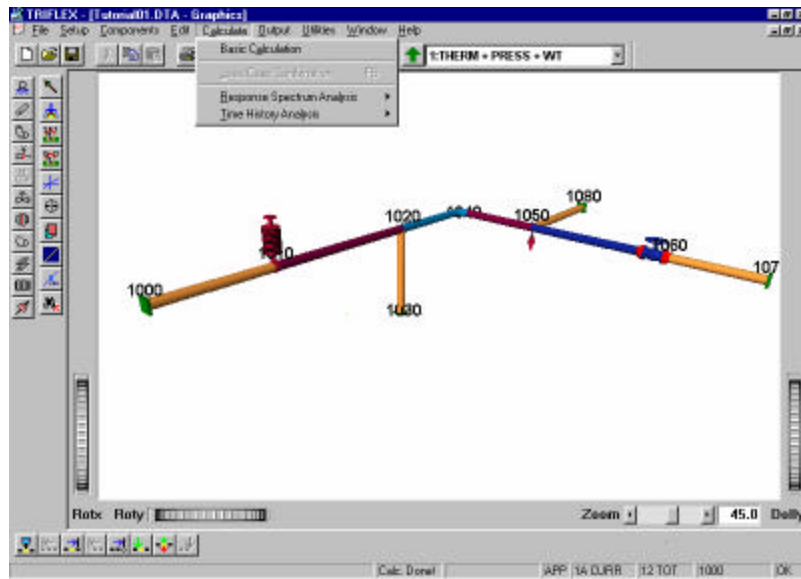 TRIFLEX - [Tutorial01.DTA - Graphics]
File Setup Components Edit Calculate Output Utilities Window Help
Basic Calculation
Response Spectrum Analysis
Time History Analysis
1:THERM + PRESS + WT
1080
1020
1050
1060
1000
107
1030
Rotx Roty Zoom 45.0 Dolly
Calc. Done! APP 1A CURR 12 TOT 1000 OK